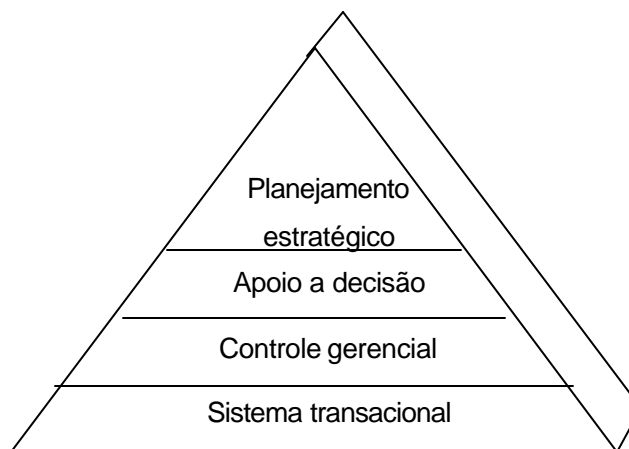 Planejamento
estratégico
Apoio a decisão
Controle gerencial
Sistema transacional